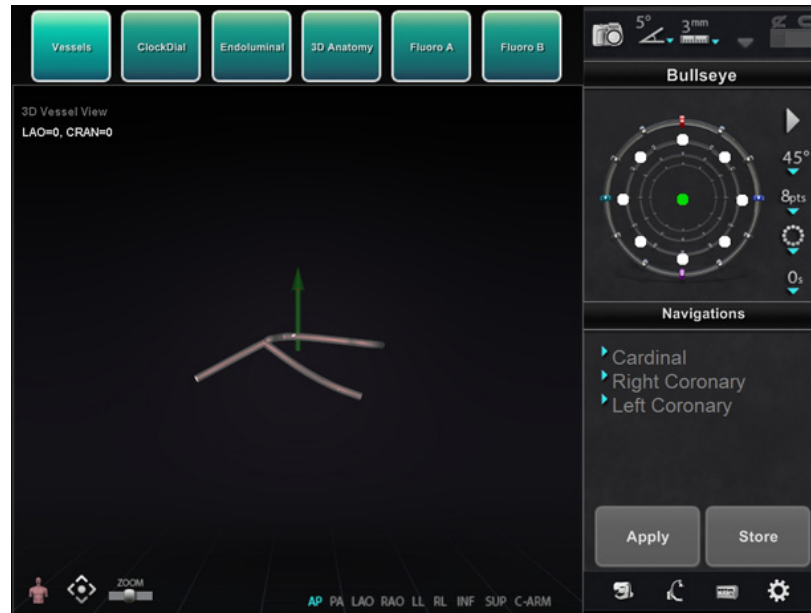 Vessels
ClockDial
Endoluminal
3D Anatomy
Fluoro A
Fluoro B
5°
3mm
3D Vessel View
LAO=0, CRAN=0
Bullseye
45°
8pts
0s
Navigations
Cardinal
Right Coronary
Left Coronary
Apply
Store
ZOOM
AP PA LAO RAO LL RL INF SUP C-ARM